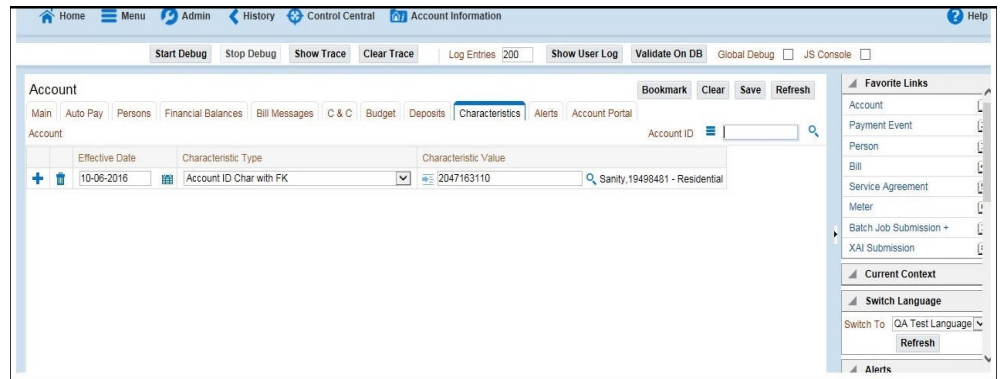 Home Menu Admin History Control Central Account Information Help
Start Debug Stop Debug Show Trace Clear Trace Log Entries 200 Show User Log Validate On DB Global Debug JS Console
Account Bookmark Clear Save Refresh
Main Auto Pay Persons Financial Balances Bill Messages C & C Budget Deposits Characteristics Alerts Account Portal
Account Account ID
Effective Date Characteristic Type Characteristic Value
10-06-2016 Account ID Char with FK 2047163110 Sanity,19498481 - Residential
Favorite Links
Account
Payment Event
Person
Bill
Service Agreement
Meter
Batch Job Submission +
XAI Submission
Current Context
Switch Language
Switch To QA Test Language
Refresh
Alerts